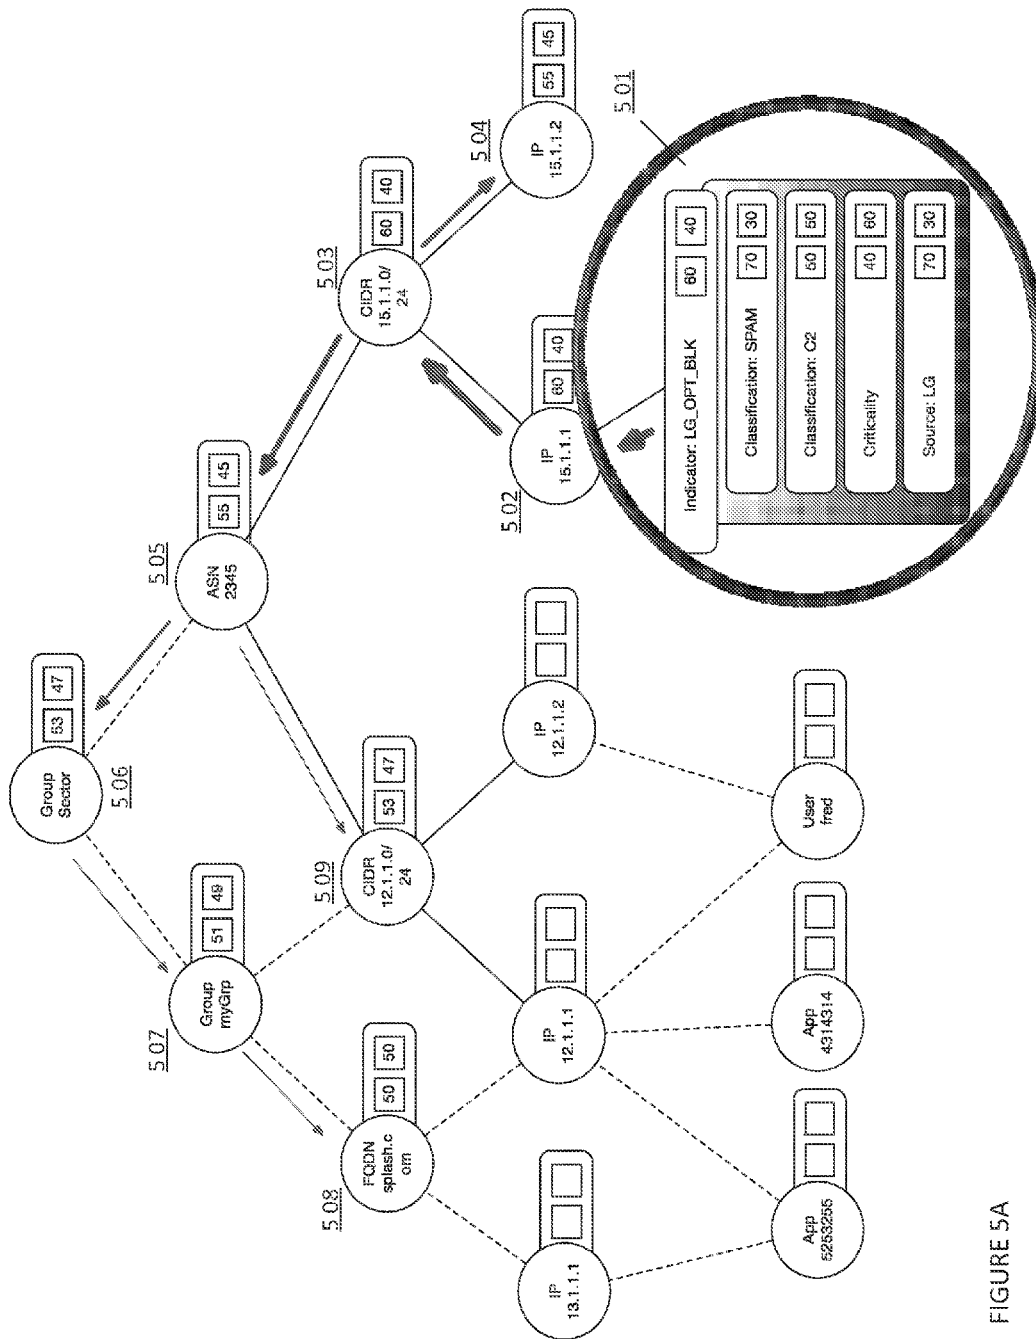 5.06
Group
Sector
53 47
5.05
ASN
2345
55 45
5.03
CIDR
15.1.1.0/
24
60 40
5.04
IP
15.1.1.2
55 45
5.07
Group
myGrp
51 49
5.09
CIDR
12.1.1.0/
24
53 47
5.02
IP
15.1.1.1
60 40
5.08
FQDN
splash.c
om
50 50
IP
13.1.1.1
IP
12.1.1.1
IP
12.1.1.2
App
5253255
App
4314314
User
fred
5.01
Indicator: LG_OPT_BLK 60 40
Classification: SPAM 70 30
Classification: C2 50 50
Criticality 40 60
Source: LG 70 30
FIGURE 5A